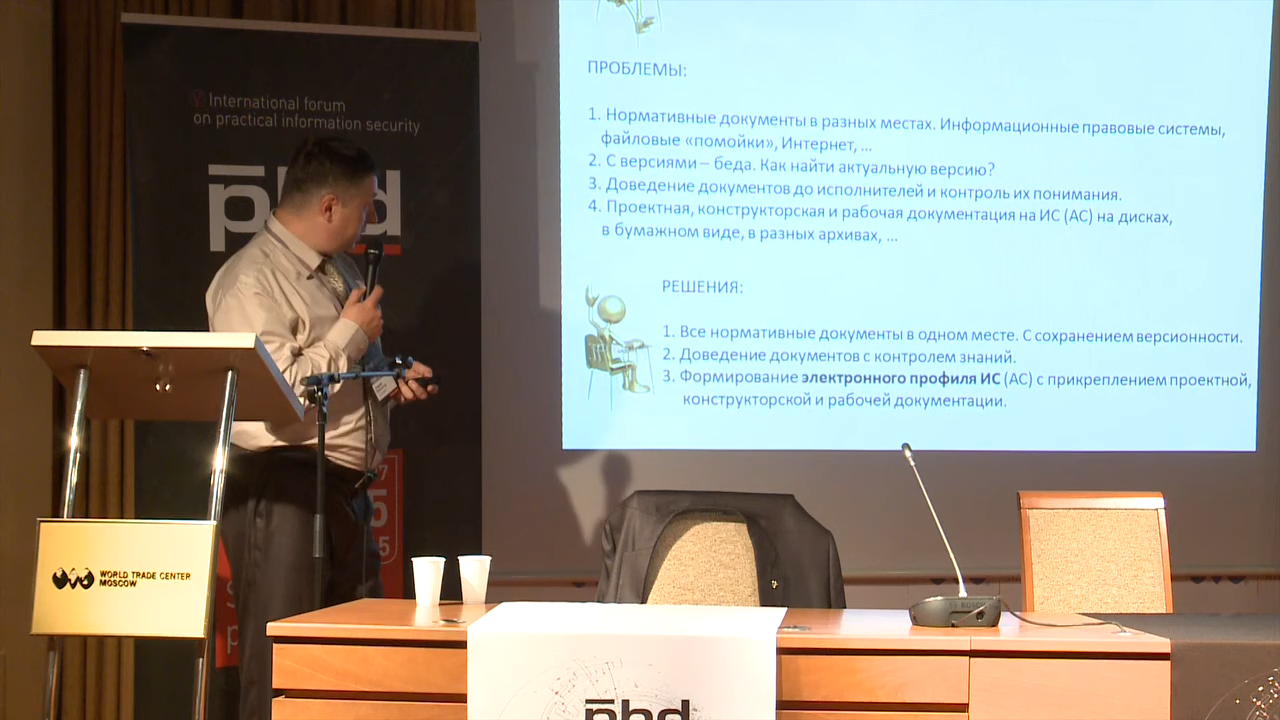 International forum
on practical information security
phd
ПРОБЛЕМЫ:
1. Нормативные документы в разных местах. Информационные правовые системы,
файловые «помойки», Интернет, ...
2. С версиями – беда. Как найти актуальную версию?
3. Доведение документов до исполнителей и контроль их понимания.
4. Проектная, конструкторская и рабочая документация на ИС (АС) на дисках,
в бумажном виде, в разных архивах, ...
РЕШЕНИЯ:
1. Все нормативные документы в одном месте. С сохранением версионности.
2. Доведение документов с контролем знаний.
3. Формирование электронного профиля ИС (АС) с прикреплением проектной,
конструкторской и рабочей документации.
WORLD TRADE CENTER
MOSCOW
BOSCH
phd